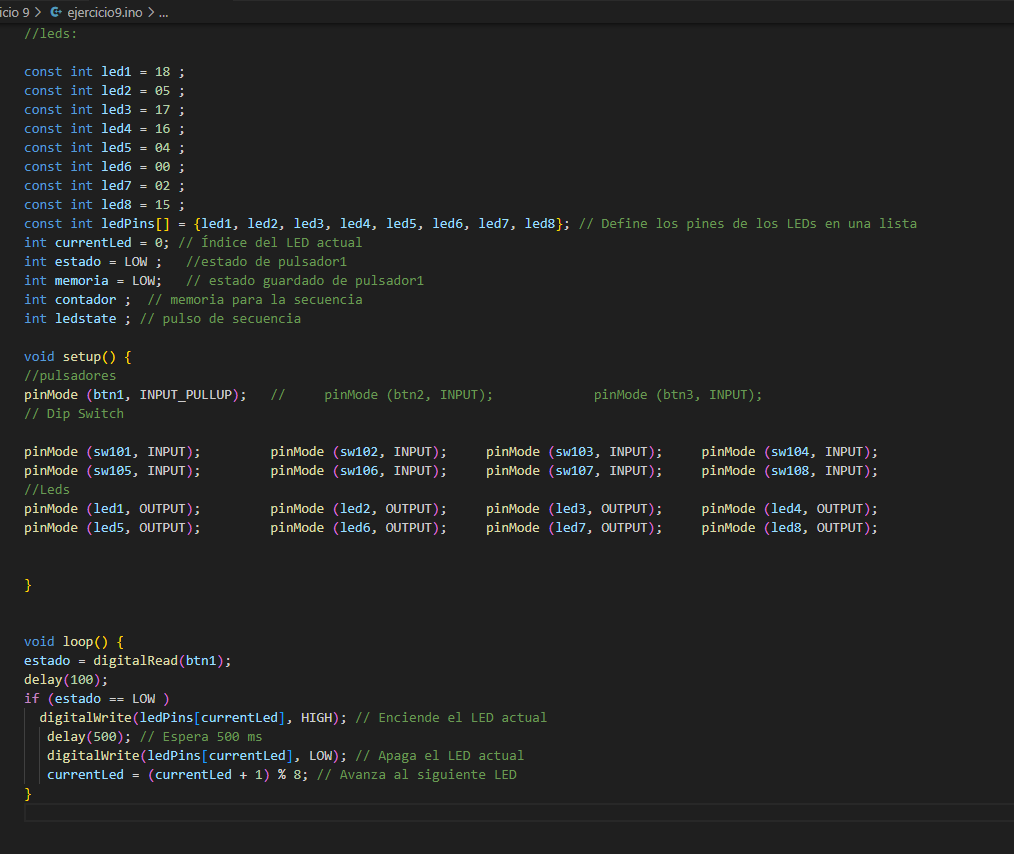 icio 9 > ejercicio9.ino > ...
//leds:
const int led1 = 18 ;
const int led2 = 05 ;
const int led3 = 17 ;
const int led4 = 16 ;
const int led5 = 04 ;
const int led6 = 00 ;
const int led7 = 02 ;
const int led8 = 15 ;
const int ledPins[] = {led1, led2, led3, led4, led5, led6, led7, led8}; // Define los pines de los LEDs en una lista
int currentLed = 0; // Índice del LED actual
int estado = LOW ;   //estado de pulsador1
int memoria = LOW;   // estado guardado de pulsador1
int contador ;  // memoria para la secuencia
int ledstate ; // pulso de secuencia
void setup() {
//pulsadores
pinMode (btn1, INPUT_PULLUP);   //     pinMode (btn2, INPUT);             pinMode (btn3, INPUT);
// Dip Switch
pinMode (sw101, INPUT);         pinMode (sw102, INPUT);     pinMode (sw103, INPUT);     pinMode (sw104, INPUT);
pinMode (sw105, INPUT);         pinMode (sw106, INPUT);     pinMode (sw107, INPUT);     pinMode (sw108, INPUT);
//Leds
pinMode (led1, OUTPUT);         pinMode (led2, OUTPUT);     pinMode (led3, OUTPUT);     pinMode (led4, OUTPUT);
pinMode (led5, OUTPUT);         pinMode (led6, OUTPUT);     pinMode (led7, OUTPUT);     pinMode (led8, OUTPUT);
}
void loop() {
estado = digitalRead(btn1);
delay(100);
if (estado == LOW )
  digitalWrite(ledPins[currentLed], HIGH); // Enciende el LED actual
   delay(500); // Espera 500 ms
   digitalWrite(ledPins[currentLed], LOW); // Apaga el LED actual
   currentLed = (currentLed + 1) % 8; // Avanza al siguiente LED
}